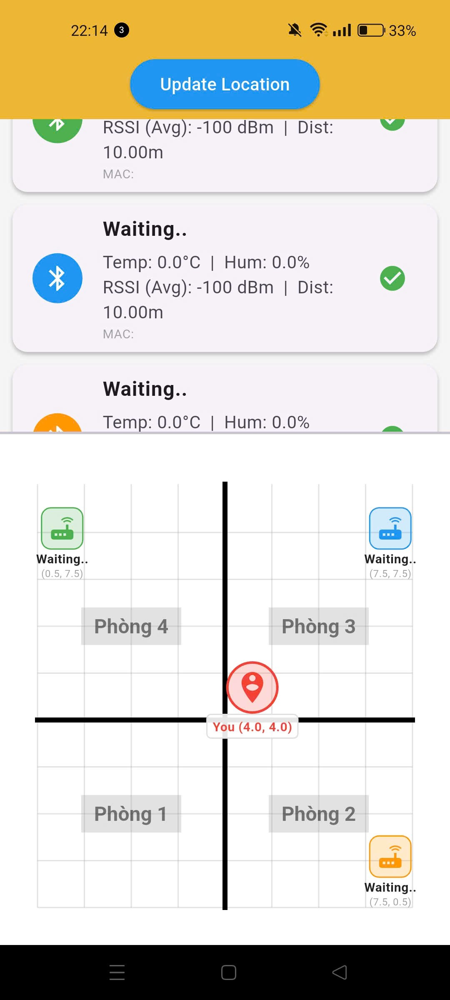 22:14 3 33%
Update Location
RSSI (Avg): -100 dBm | Dist:
10.00m
MAC:
Waiting..
Temp: 0.0°C | Hum: 0.0%
RSSI (Avg): -100 dBm | Dist:
10.00m
MAC:
Waiting..
Temp: 0.0°C | Hum: 0.0%
Waiting..
(0.5, 7.5)
Waiting..
(7.5, 7.5)
Phòng 4
Phòng 3
You (4.0, 4.0)
Phòng 1
Phòng 2
Waiting..
(7.5, 0.5)